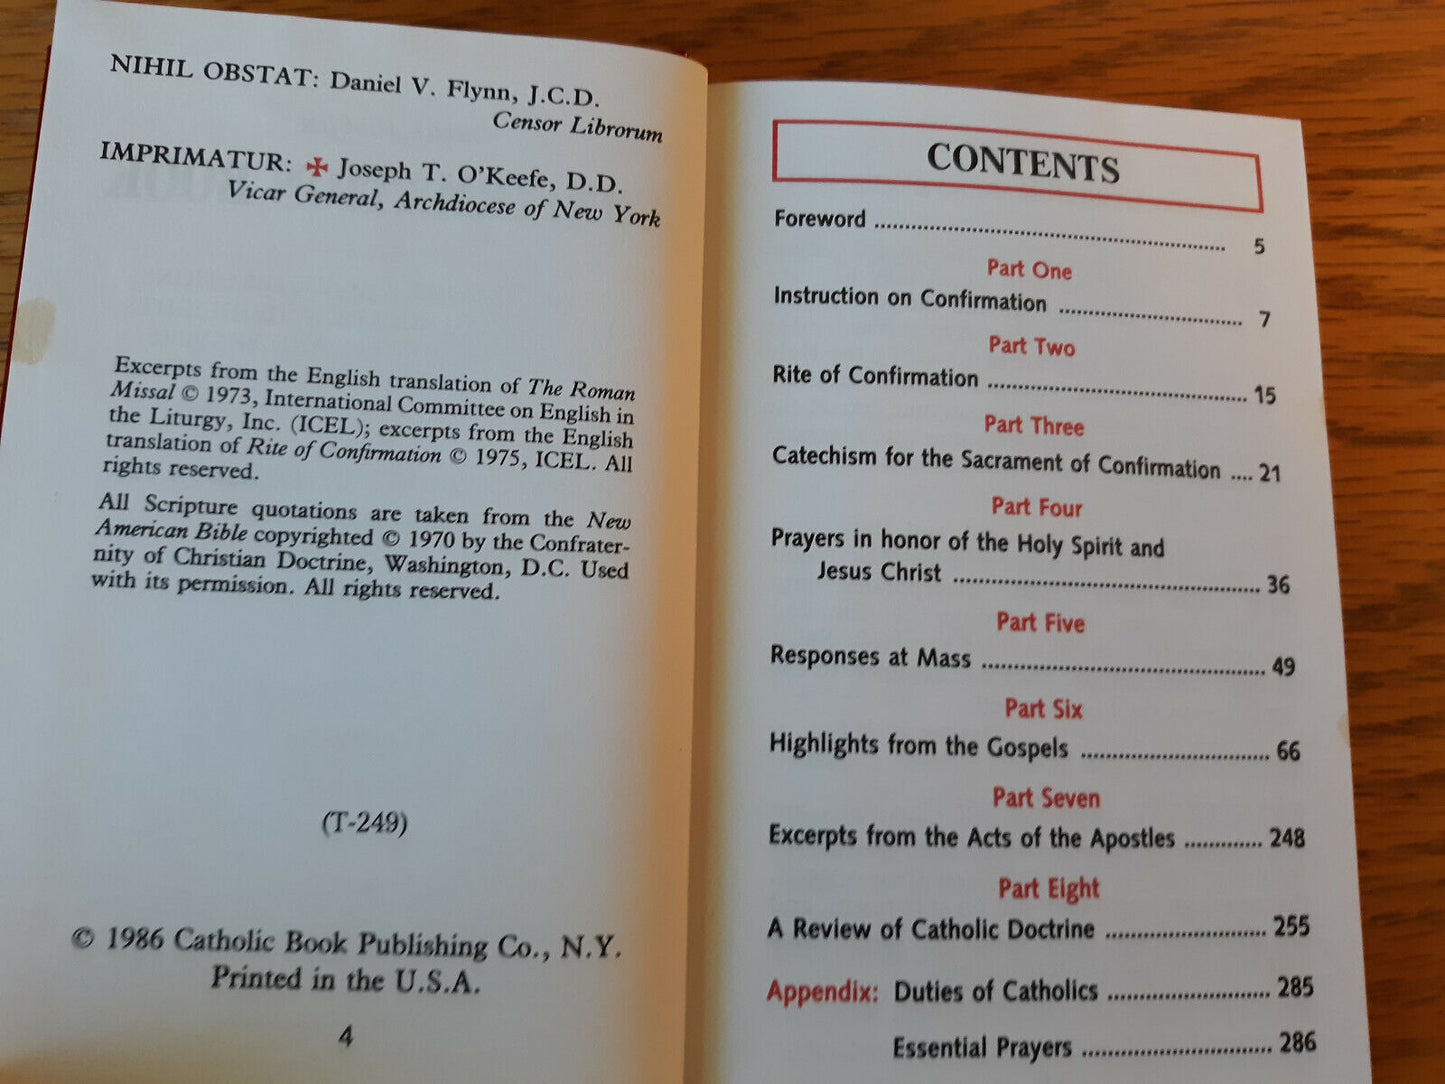 NIHIL OBSTAT: Daniel V. Flynn, J.C.D.
Censor Librorum
IMPRIMATUR: ✠ Joseph T. O'Keefe, D.D.
Vicar General, Archdiocese of New York
Excerpts from the English translation of The Roman
Missal © 1973, International Committee on English in
the Liturgy, Inc. (ICEL); excerpts from the English
translation of Rite of Confirmation © 1975, ICEL. All
rights reserved.
All Scripture quotations are taken from the New
American Bible copyrighted © 1970 by the Confrater-
nity of Christian Doctrine, Washington, D.C. Used
with its permission. All rights reserved.
(T-249)
© 1986 Catholic Book Publishing Co., N.Y.
Printed in the U.S.A.
4
CONTENTS
Foreword ........ 5
Part One
Instruction on Confirmation ........ 7
Part Two
Rite of Confirmation ........ 15
Part Three
Catechism for the Sacrament of Confirmation .... 21
Part Four
Prayers in honor of the Holy Spirit and
Jesus Christ ........ 36
Part Five
Responses at Mass ........ 49
Part Six
Highlights from the Gospels ........ 66
Part Seven
Excerpts from the Acts of the Apostles ........ 248
Part Eight
A Review of Catholic Doctrine ........ 255
Appendix: Duties of Catholics ........ 285
Essential Prayers ........ 286